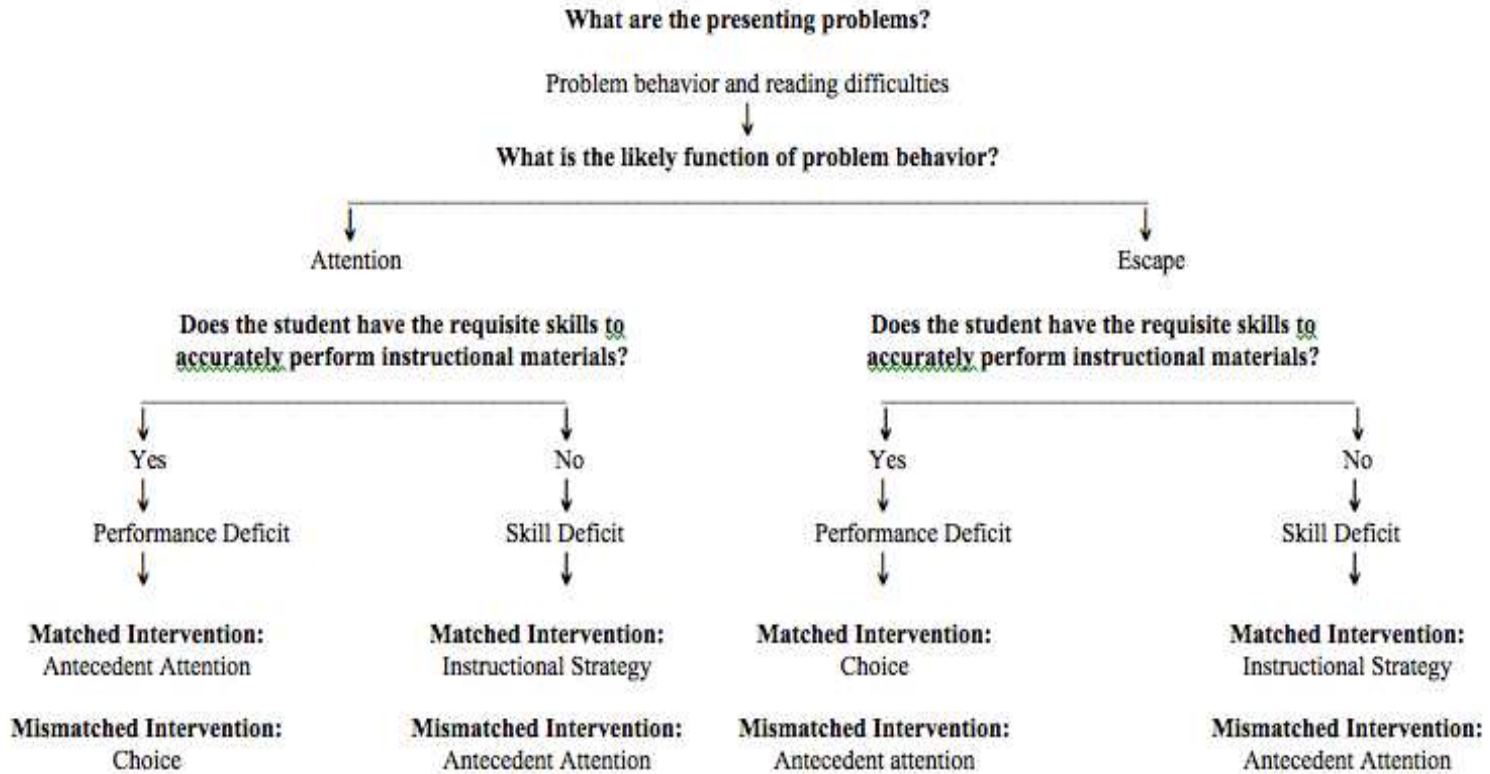 What are the presenting problems?
Problem behavior and reading difficulties
What is the likely function of problem behavior?
Attention
Escape
Does the student have the requisite skills to
accurately perform instructional materials?
Does the student have the requisite skills to
accurately perform instructional materials?
Yes
No
Yes
No
Performance Deficit
Skill Deficit
Performance Deficit
Skill Deficit
Matched Intervention:
Antecedent Attention
Matched Intervention:
Instructional Strategy
Matched Intervention:
Choice
Matched Intervention:
Instructional Strategy
Mismatched Intervention:
Choice
Mismatched Intervention:
Antecedent Attention
Mismatched Intervention:
Antecedent attention
Mismatched Intervention:
Antecedent Attention